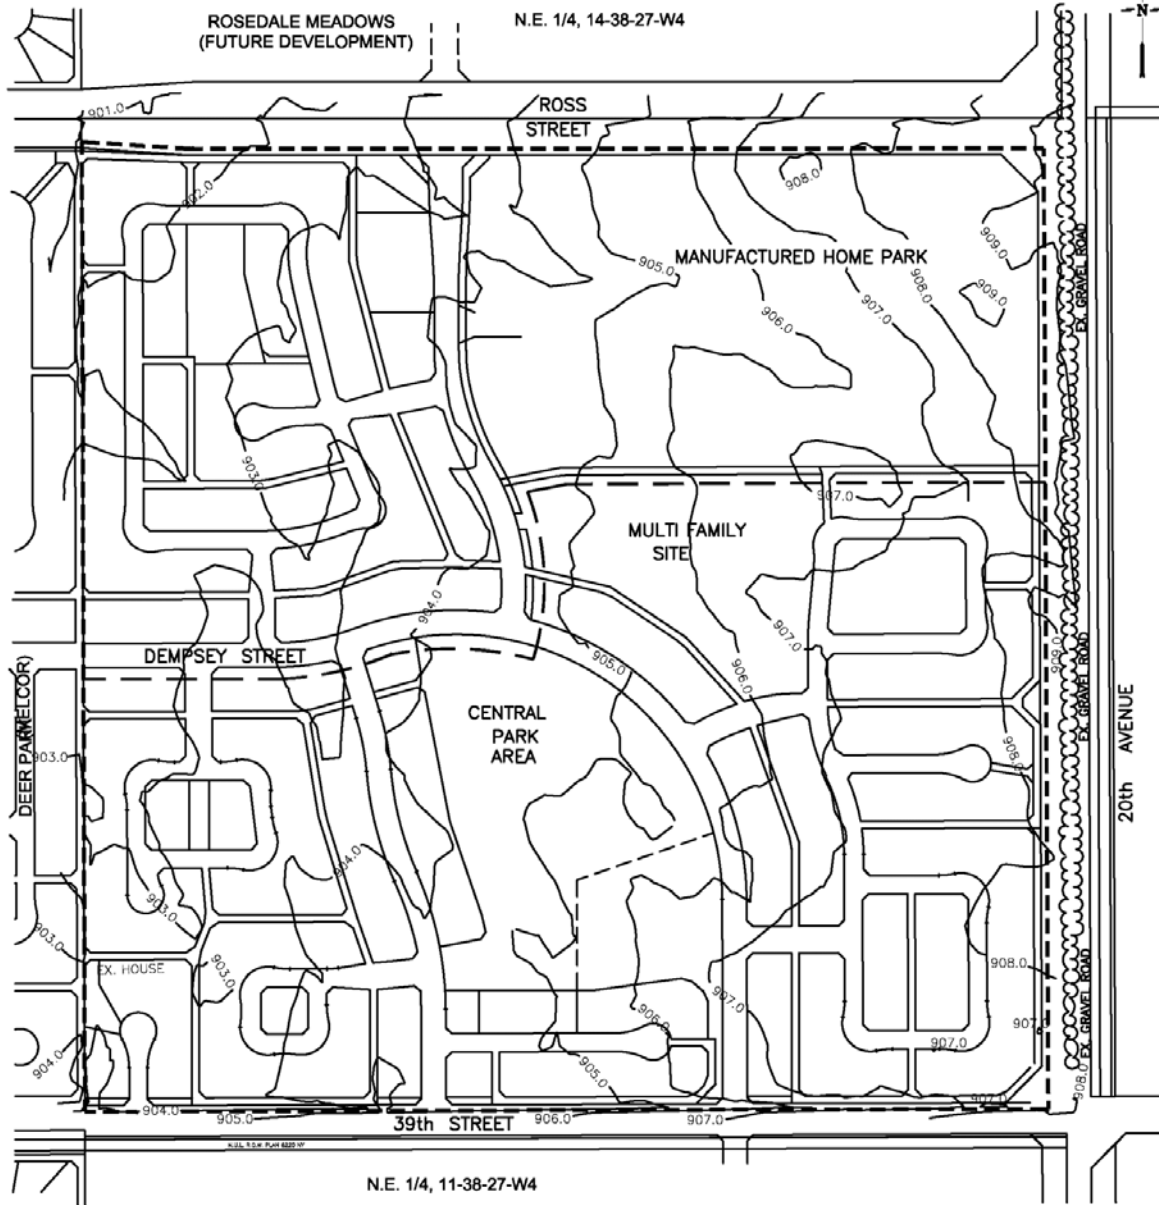 ROSEDALE MEADOWS
(FUTURE DEVELOPMENT)
N.E. 1/4, 14-38-27-W4
N
901.0
ROSS
STREET
902.0
908.0
909.0
EX. GRAVEL ROAD
905.0
MANUFACTURED HOME PARK
908.0
907.0
909.0
906.0
903.0
907.0
MULTI FAMILY
SITE
904.0
907.0
DEMPSEY STREET
905.0
906.0
909.0
EX. GRAVEL ROAD
DEER PARK
(MELCOR)
CENTRAL
PARK
AREA
20th AVENUE
903.0
908.0
904.0
903.0
903.0
EX. HOUSE
903.0
908.0
EX. GRAVEL ROAD
907.0
906.0
907.0
907.0
904.0
905.0
908.0
907.0
904.0
905.0
39th STREET
906.0
907.0
N.E. 1/4, 11-38-27-W4